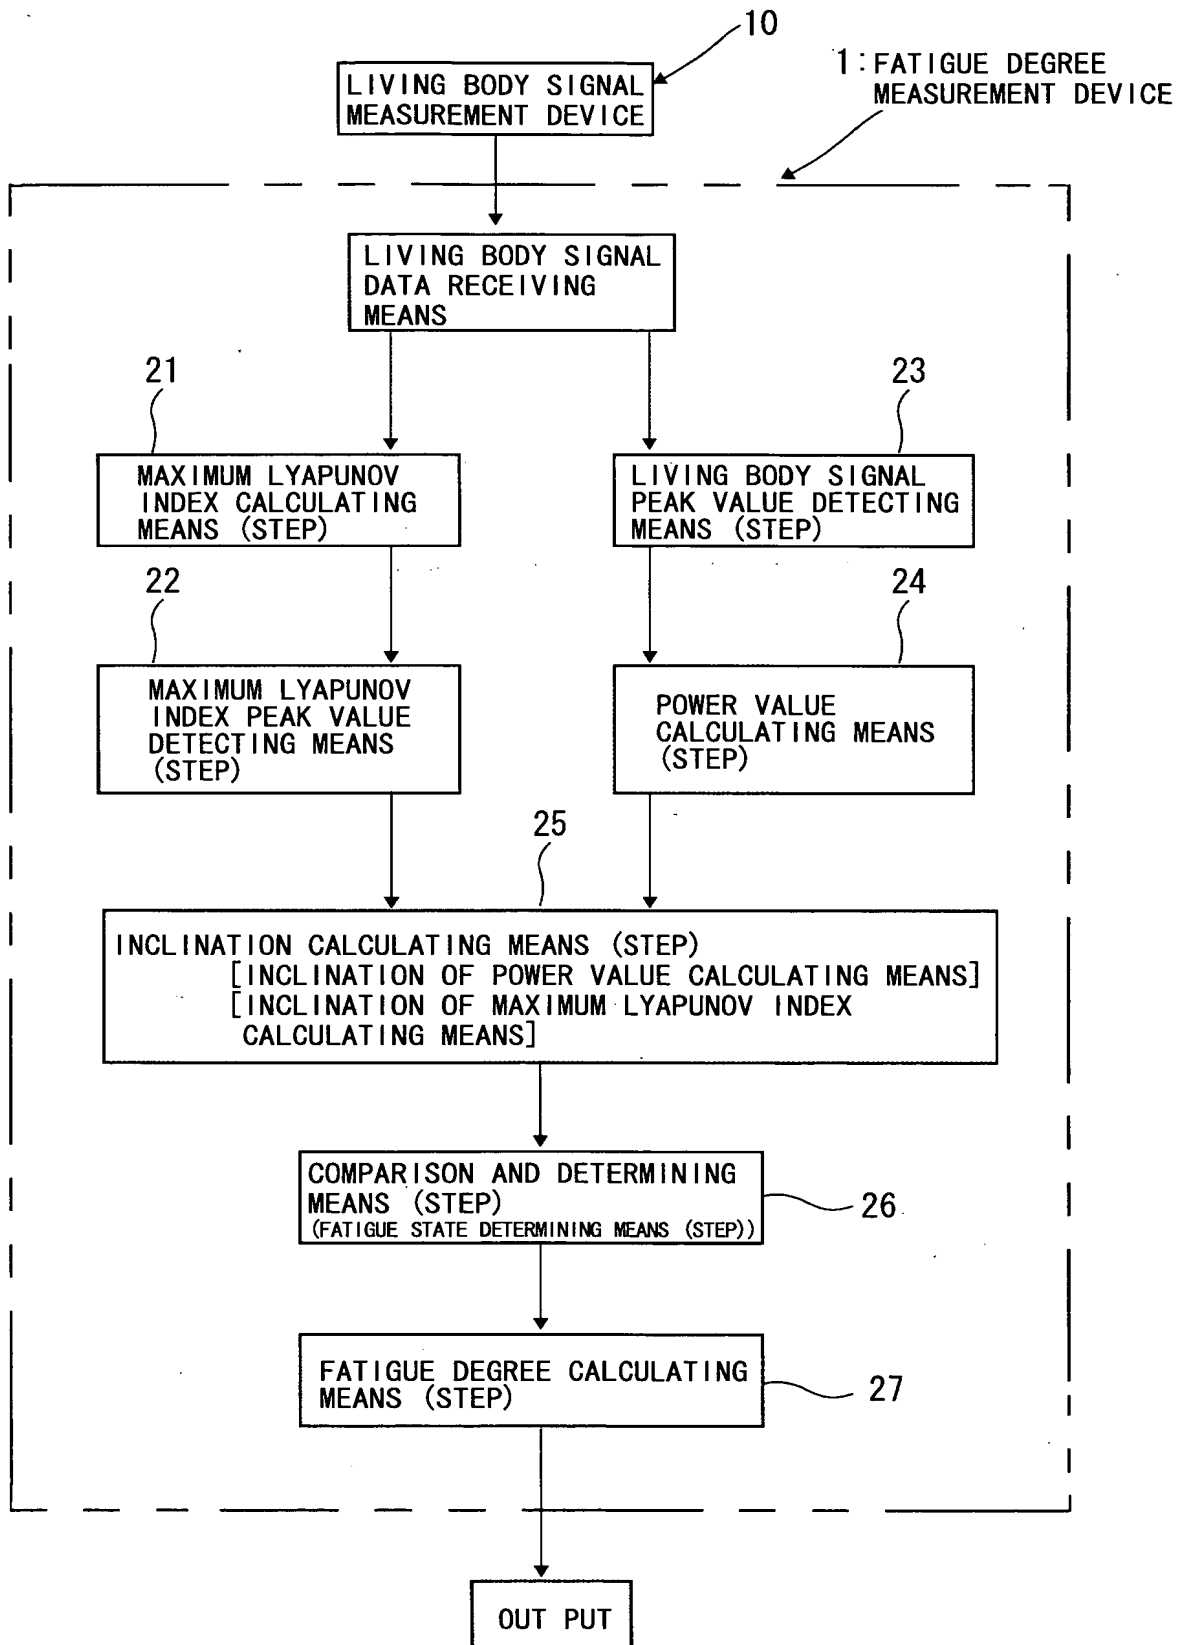 10
LIVING BODY SIGNAL
MEASUREMENT DEVICE
1:FATIGUE DEGREE
MEASUREMENT DEVICE
LIVING BODY SIGNAL
DATA RECEIVING
MEANS
21
MAXIMUM LYAPUNOV
INDEX CALCULATING
MEANS (STEP)
23
LIVING BODY SIGNAL
PEAK VALUE DETECTING
MEANS (STEP)
22
MAXIMUM LYAPUNOV
INDEX PEAK VALUE
DETECTING MEANS
(STEP)
24
POWER VALUE
CALCULATING MEANS
(STEP)
25
INCLINATION CALCULATING MEANS (STEP)
[INCLINATION OF POWER VALUE CALCULATING MEANS]
[INCLINATION OF MAXIMUM LYAPUNOV INDEX
CALCULATING MEANS]
COMPARISON AND DETERMINING
MEANS (STEP)
(FATIGUE STATE DETERMINING MEANS (STEP))
26
FATIGUE DEGREE CALCULATING
MEANS (STEP)
27
OUT PUT